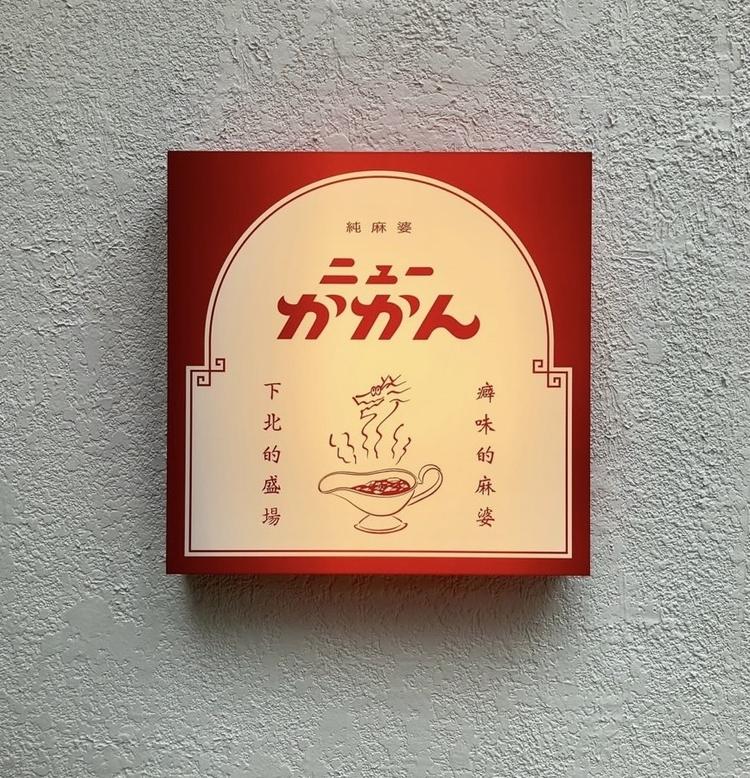 純麻婆
ニュー
かかん
癖味的麻婆
下北的盛場